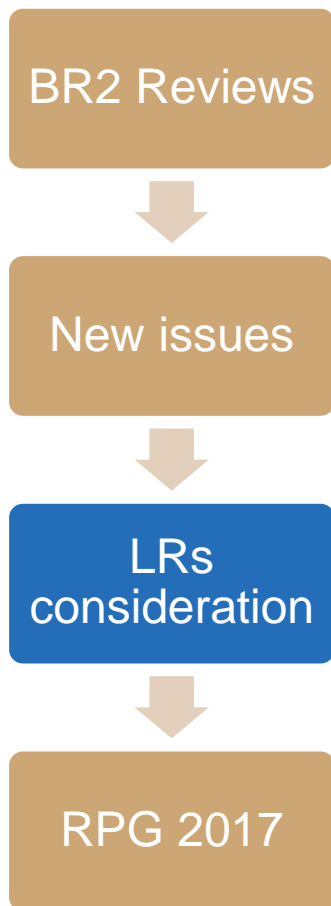 BR2 Reviews
New issues
LRs
consideration
RPG 2017